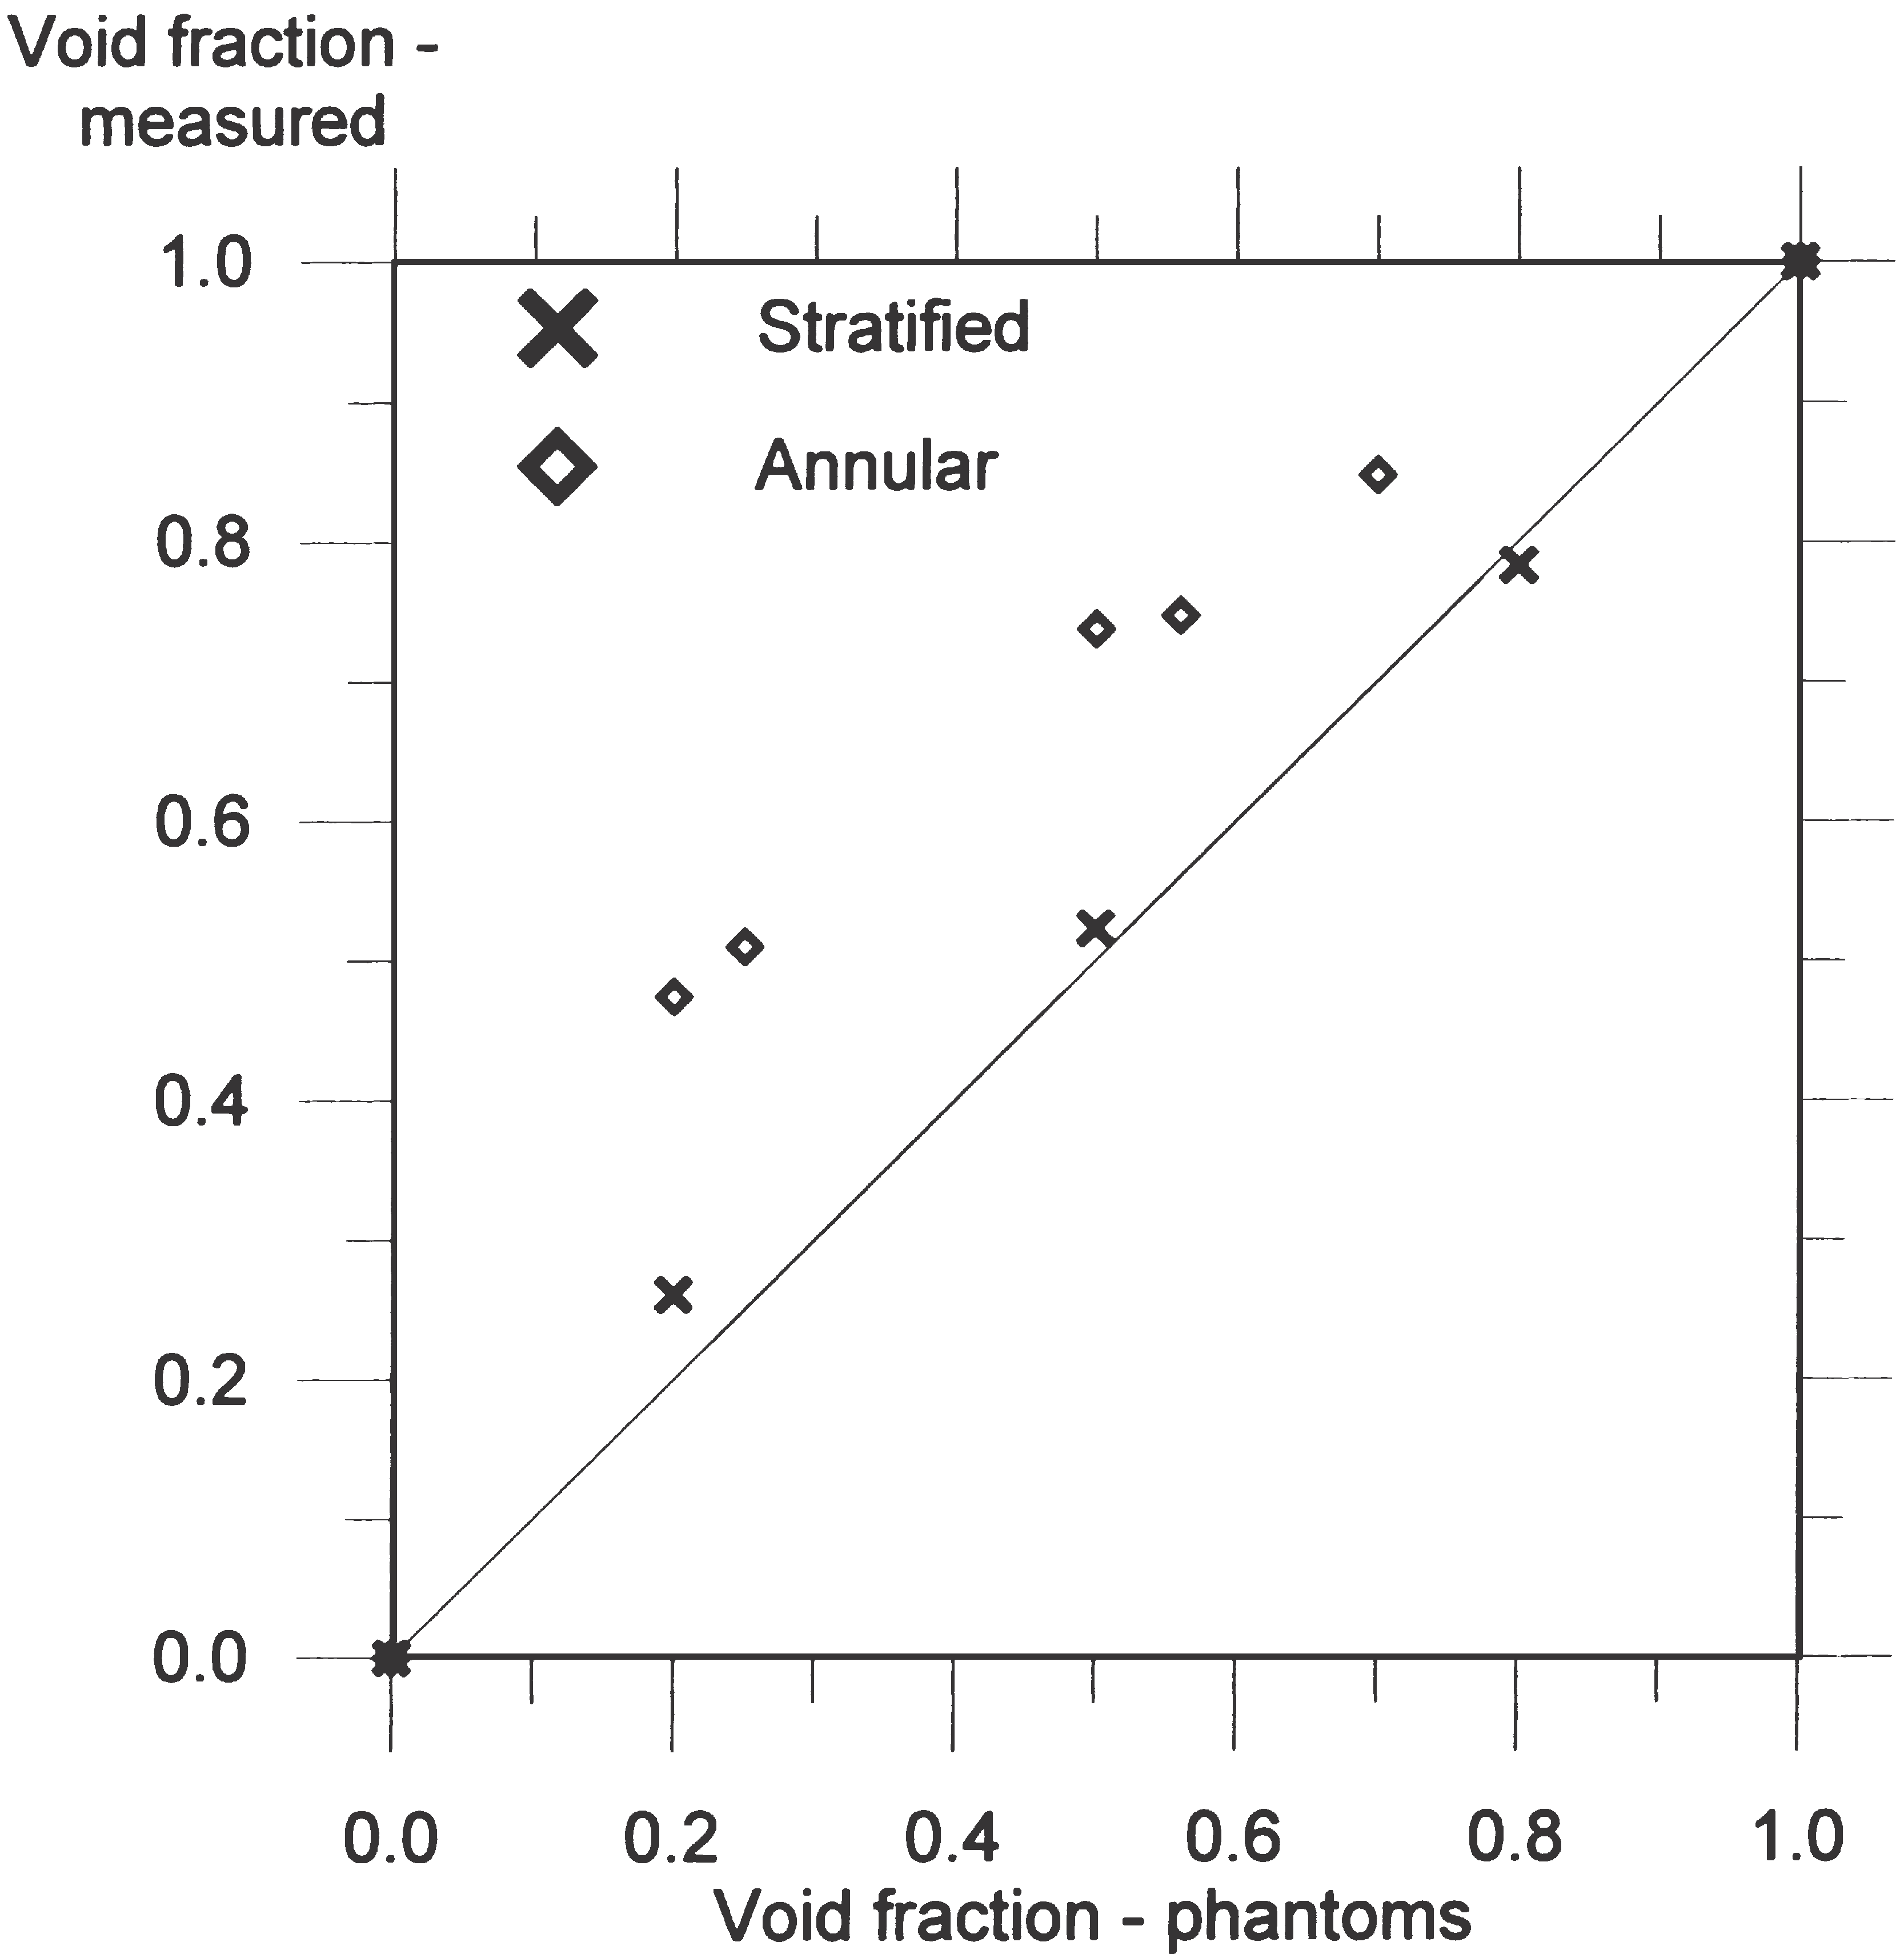 Void fraction -
measured
1.0
Stratified
Annular
0.8
0.6
0.4
0.2
0.0
0.0 0.2 0.4 0.6 0.8 1.0
Void fraction - phantoms